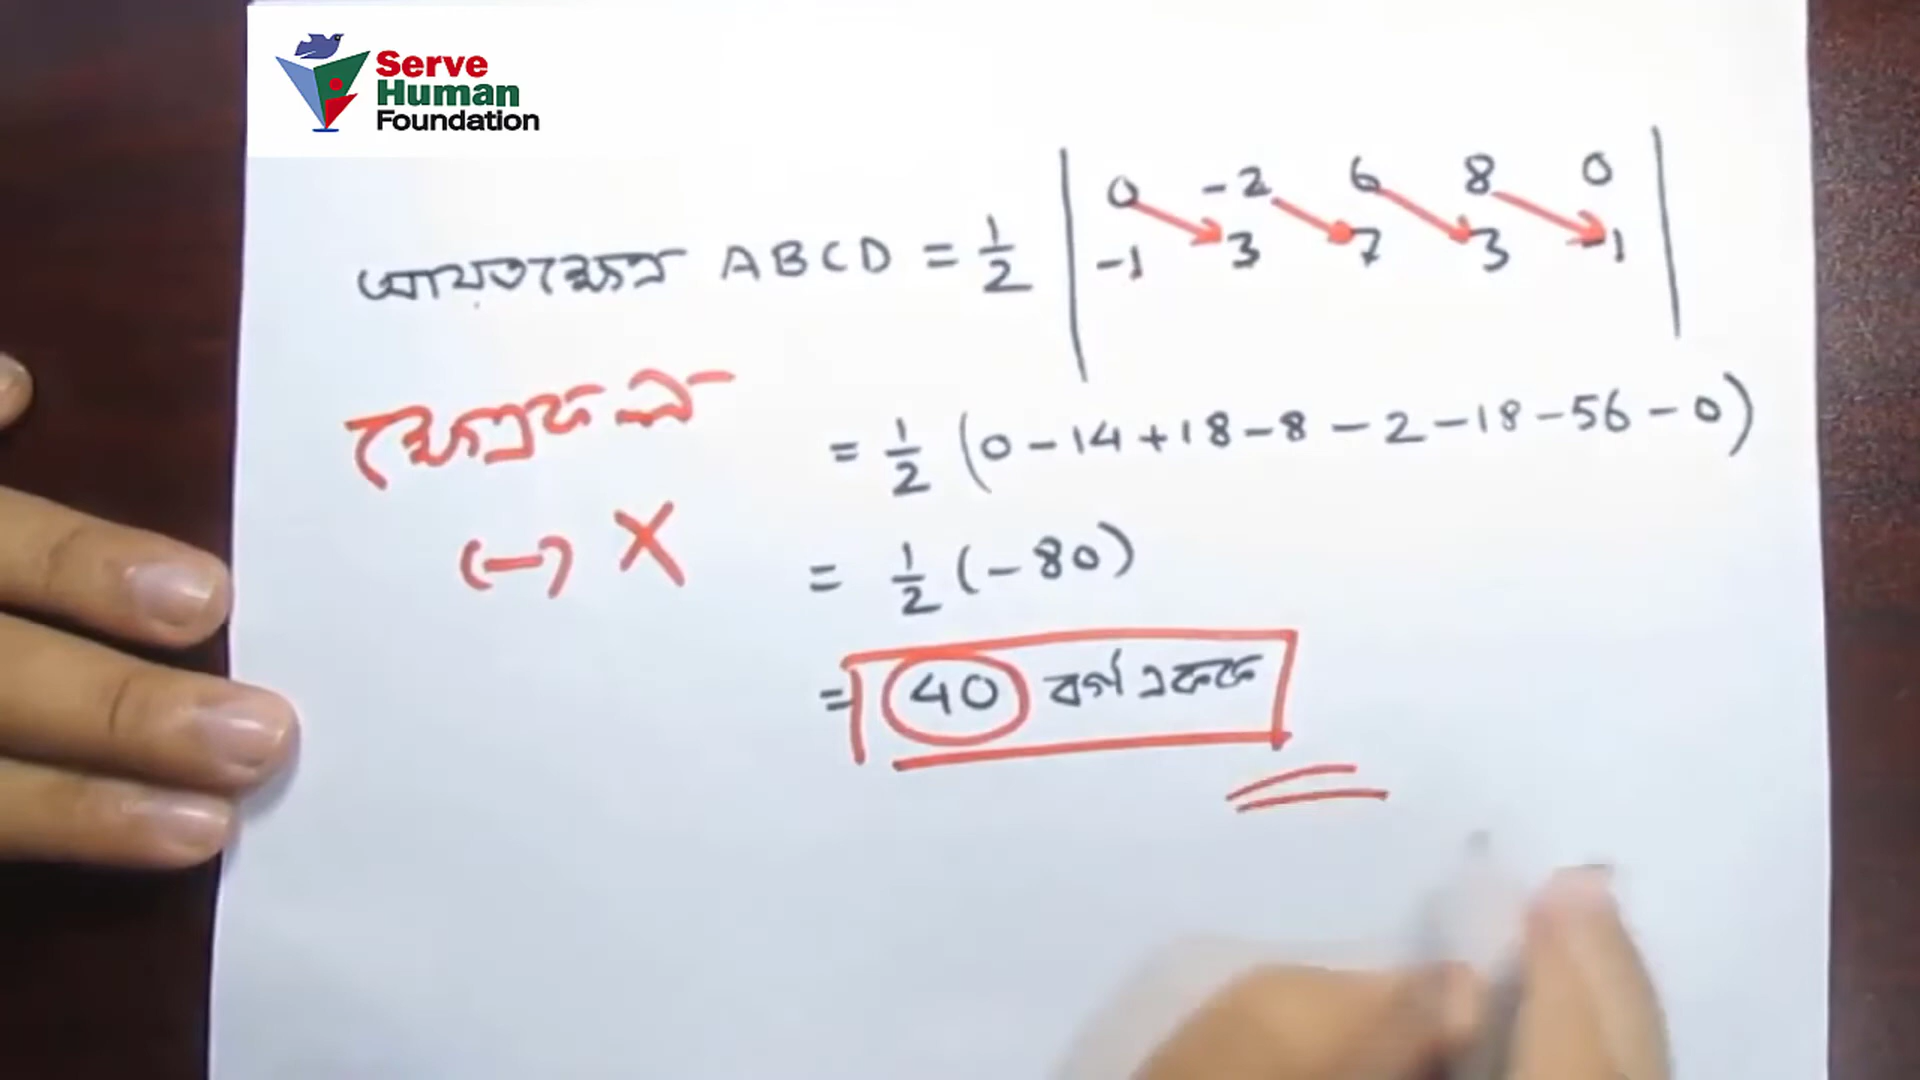 Serve
Human
Foundation
0 -2 6 8 0
-1 3 7 3 -1
আয়তক্ষেত্র ABCD = 1/2
ক্ষেত্রফল
= 1/2 (0-14+18-8-2-18-56-0)
(-) X
= 1/2 (-80)
= 40 বর্গ একক